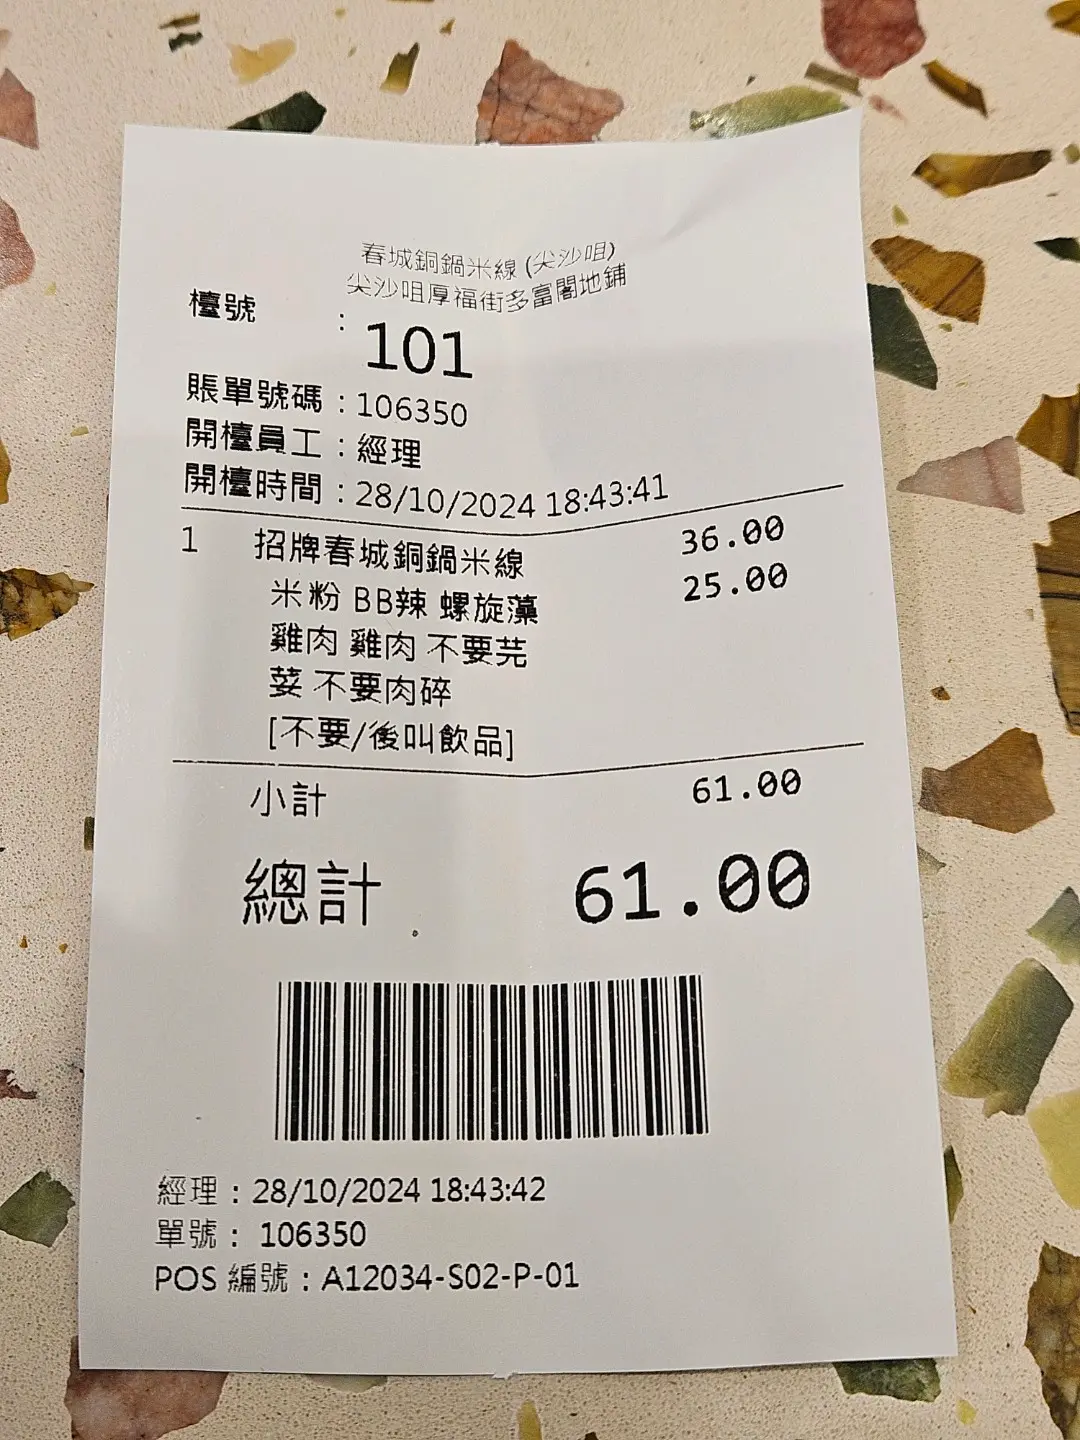 春城銅鍋米線 (尖沙咀)
尖沙咀厚福街多富閣地鋪
檯號 : 101
賬單號碼 : 106350
開檯員工 : 經理
開檯時間 : 28/10/2024 18:43:41
1 招牌春城銅鍋米線 36.00
米粉 BB辣 螺旋藻 25.00
雞肉 雞肉 不要芫
荽 不要肉碎
[不要/後叫飲品]
小計 61.00
總計 61.00
經理 : 28/10/2024 18:43:42
單號 : 106350
POS 編號 : A12034-S02-P-01